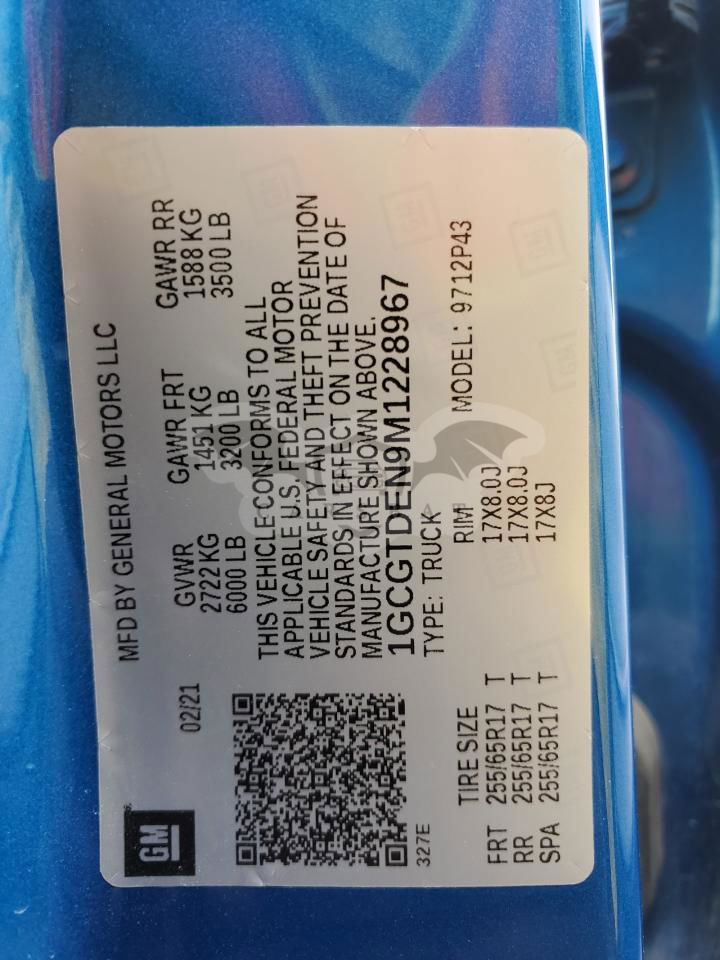 GM
MFD BY GENERAL MOTORS LLC
02/21
GVWR GAWR FRT GAWR RR
2722 KG 1451 KG 1588 KG
6000 LB 3200 LB 3500 LB
THIS VEHICLE CONFORMS TO ALL
APPLICABLE U.S. FEDERAL MOTOR
VEHICLE SAFETY AND THEFT PREVENTION
STANDARDS IN EFFECT ON THE DATE OF
MANUFACTURE SHOWN ABOVE.
1GCGTDEN9M1228967
327E
TYPE: TRUCK MODEL: 9712P43
TIRE SIZE RIM
FRT 255/65R17 T 17X8.0J
RR 255/65R17 T 17X8.0J
SPA 255/65R17 T 17X8J